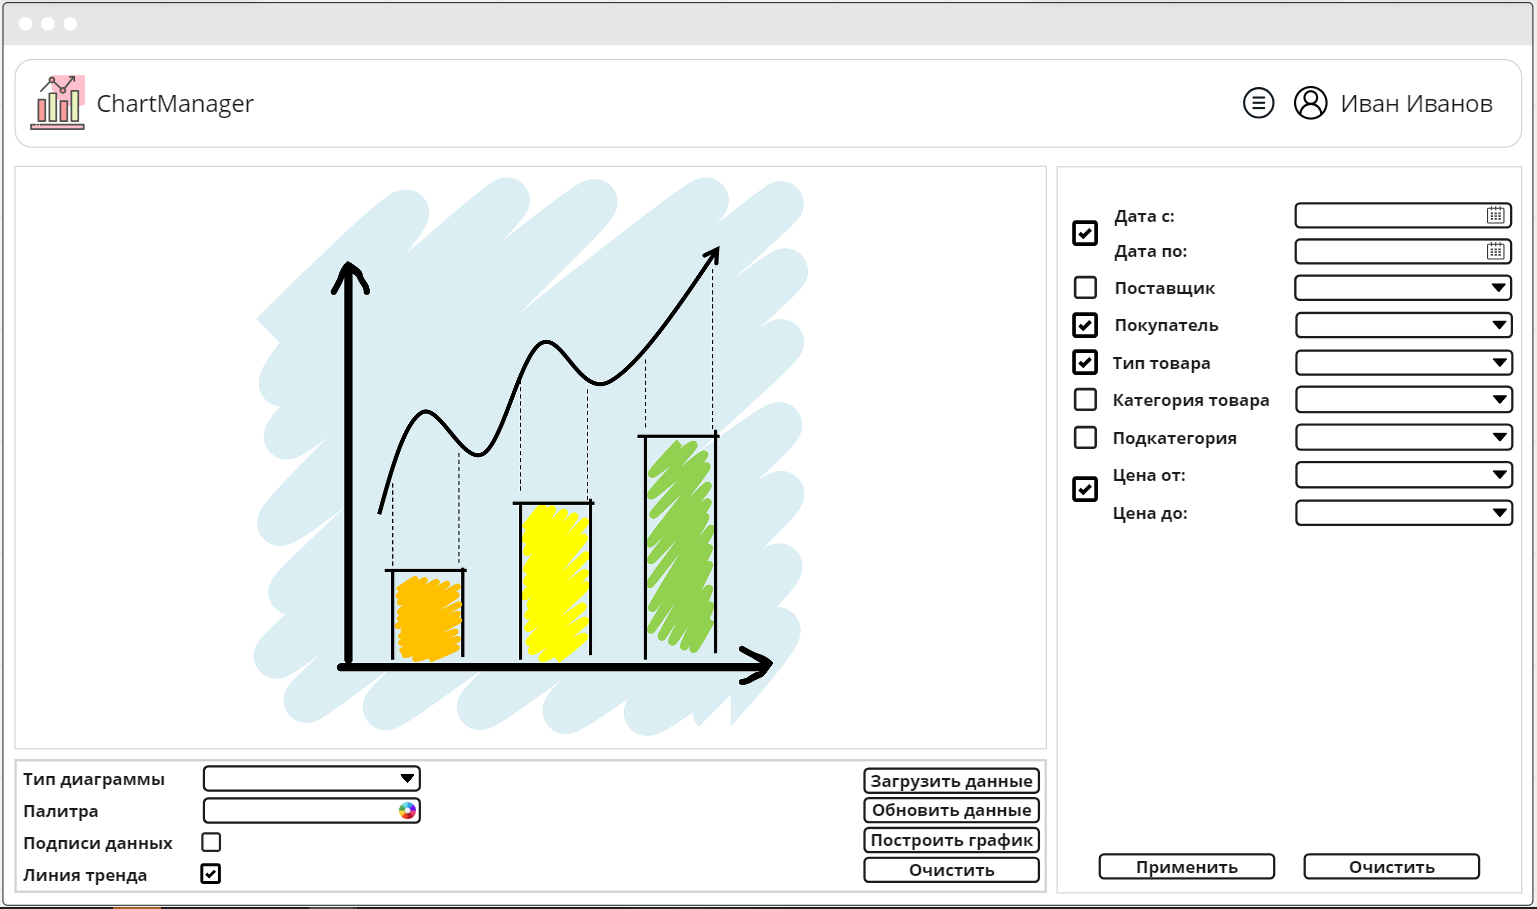 ChartManager
Иван Иванов
Дата с:
Дата по:
Поставщик
Покупатель
Тип товара
Категория товара
Подкатегория
Цена от:
Цена до:
Применить
Очистить
Тип диаграммы
Палитра
Подписи данных
Линия тренда
Загрузить данные
Обновить данные
Построить график
Очистить